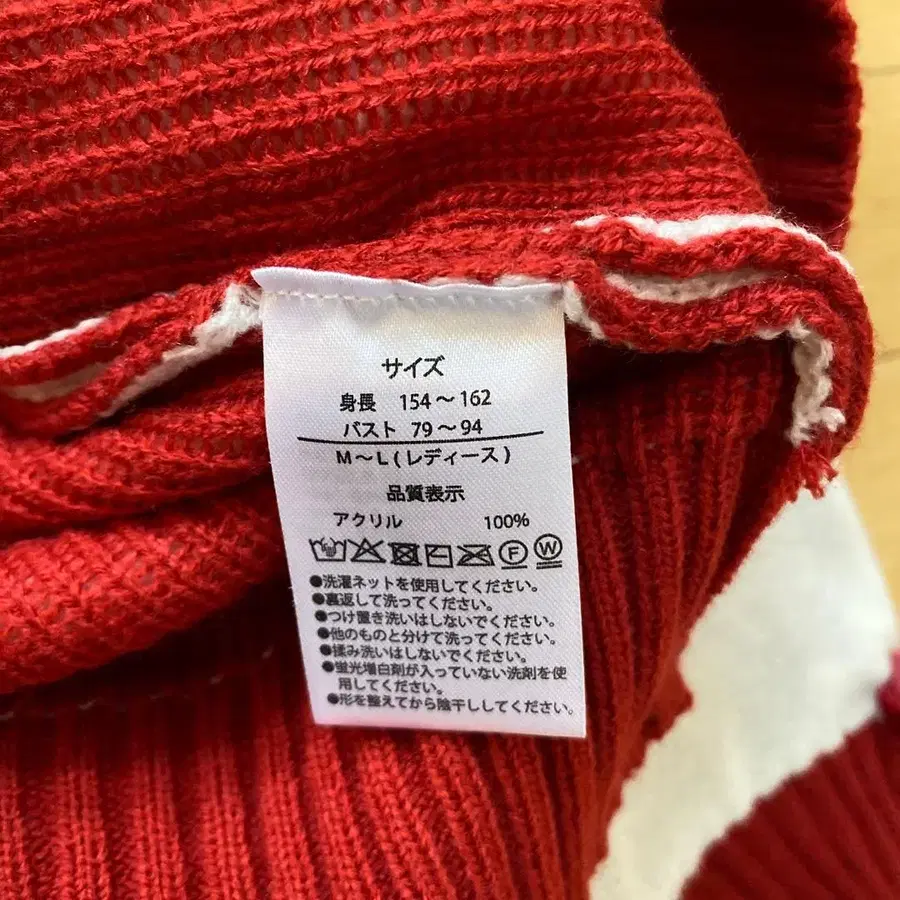 サイズ
身長 154～162
バスト 79～94
M～L(レディース)
品質表示
アクリル 100%
F W
●洗濯ネットを使用してください。
●裏返して洗ってください。
●つけ置き洗いはしないでください。
●他のものと分けて洗ってください。
●揉み洗いはしないでください。
●蛍光増白剤が入っていない洗剤を使
用してください。
●形を整えてから陰干ししてください。